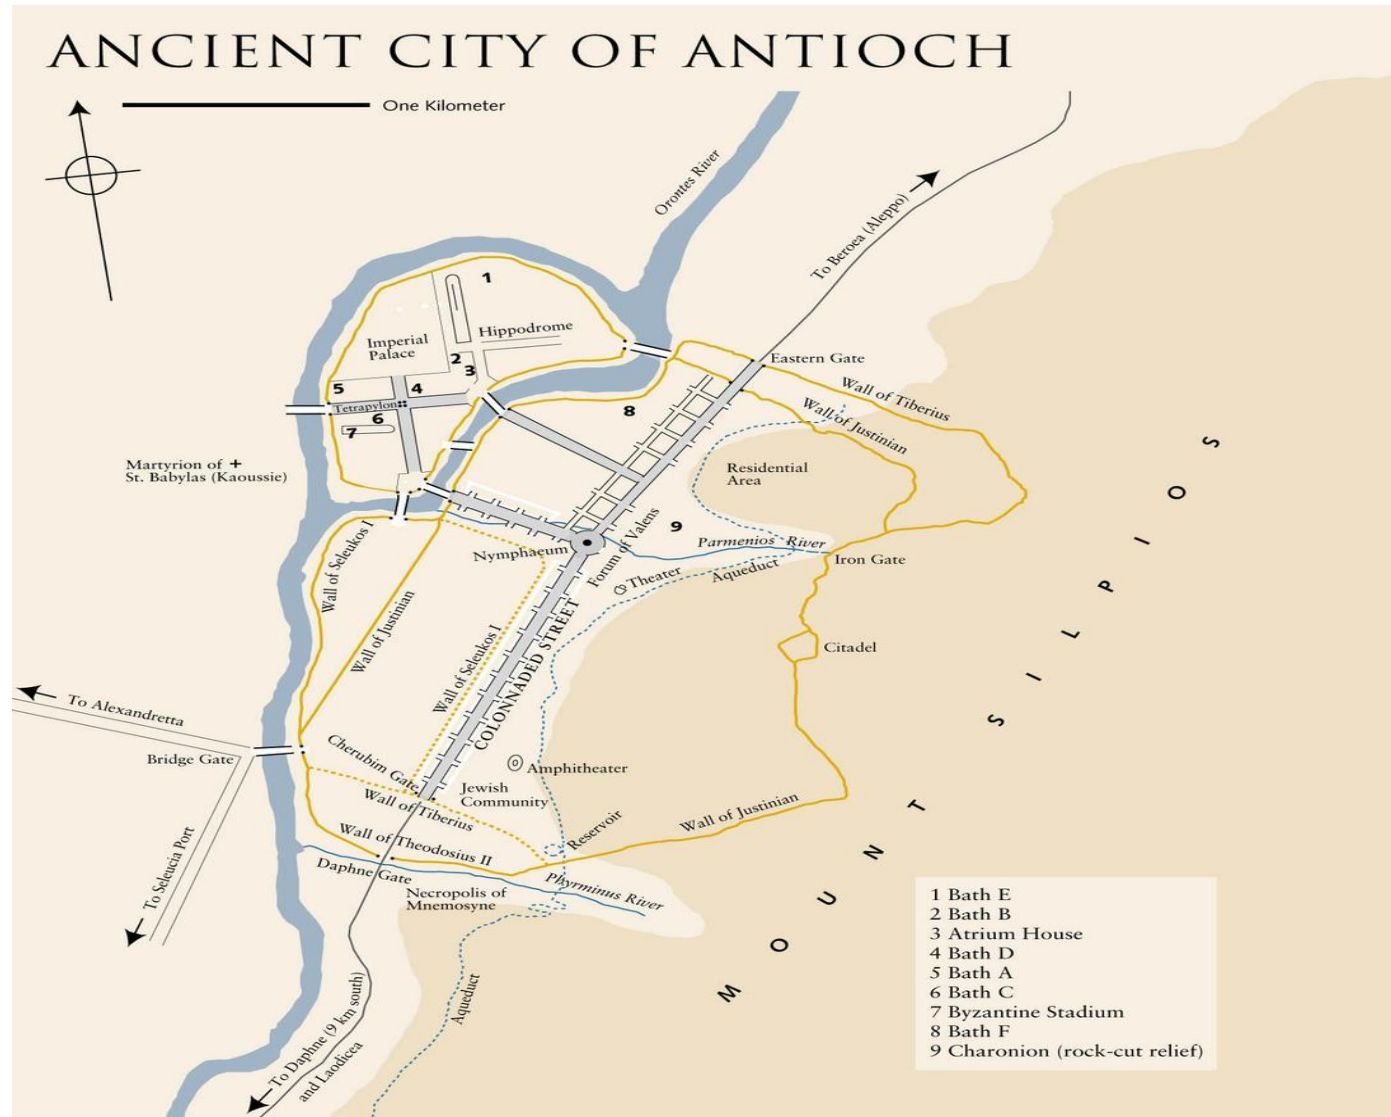 ANCIENT CITY OF ANTIOCH
One Kilometer
Orontes River
To Beroea (Aleppo)
1
Hippodrome
Imperial
Palace
2
3
5
4
Tetrapylon
6
7
8
Eastern Gate
Wall of Tiberius
Wall of Justinian
Martyrion of
St. Babylas (Kaoussie)
Residential
Area
9
Wall of Seleukos I
Nymphaeum
Forum of Valens
Parmenios River
Iron Gate
Theater
Aqueduct
Wall of Justinian
Wall of Seleukos I
COLONNADED STREET
Citadel
To Alexandretta
Bridge Gate
Cherubim Gate
Amphitheater
Jewish
Community
Wall of Tiberius
Reservoir
Wall of Justinian
Wall of Theodosius II
Daphne Gate
Necropolis of
Mnemosyne
Phyrminus River
To Seleucia Port
Aqueduct
To Daphne (9 km south)
and Laodicea
MOUNT SILPIOS
1 Bath E
2 Bath B
3 Atrium House
4 Bath D
5 Bath A
6 Bath C
7 Byzantine Stadium
8 Bath F
9 Charonion (rock-cut relief)